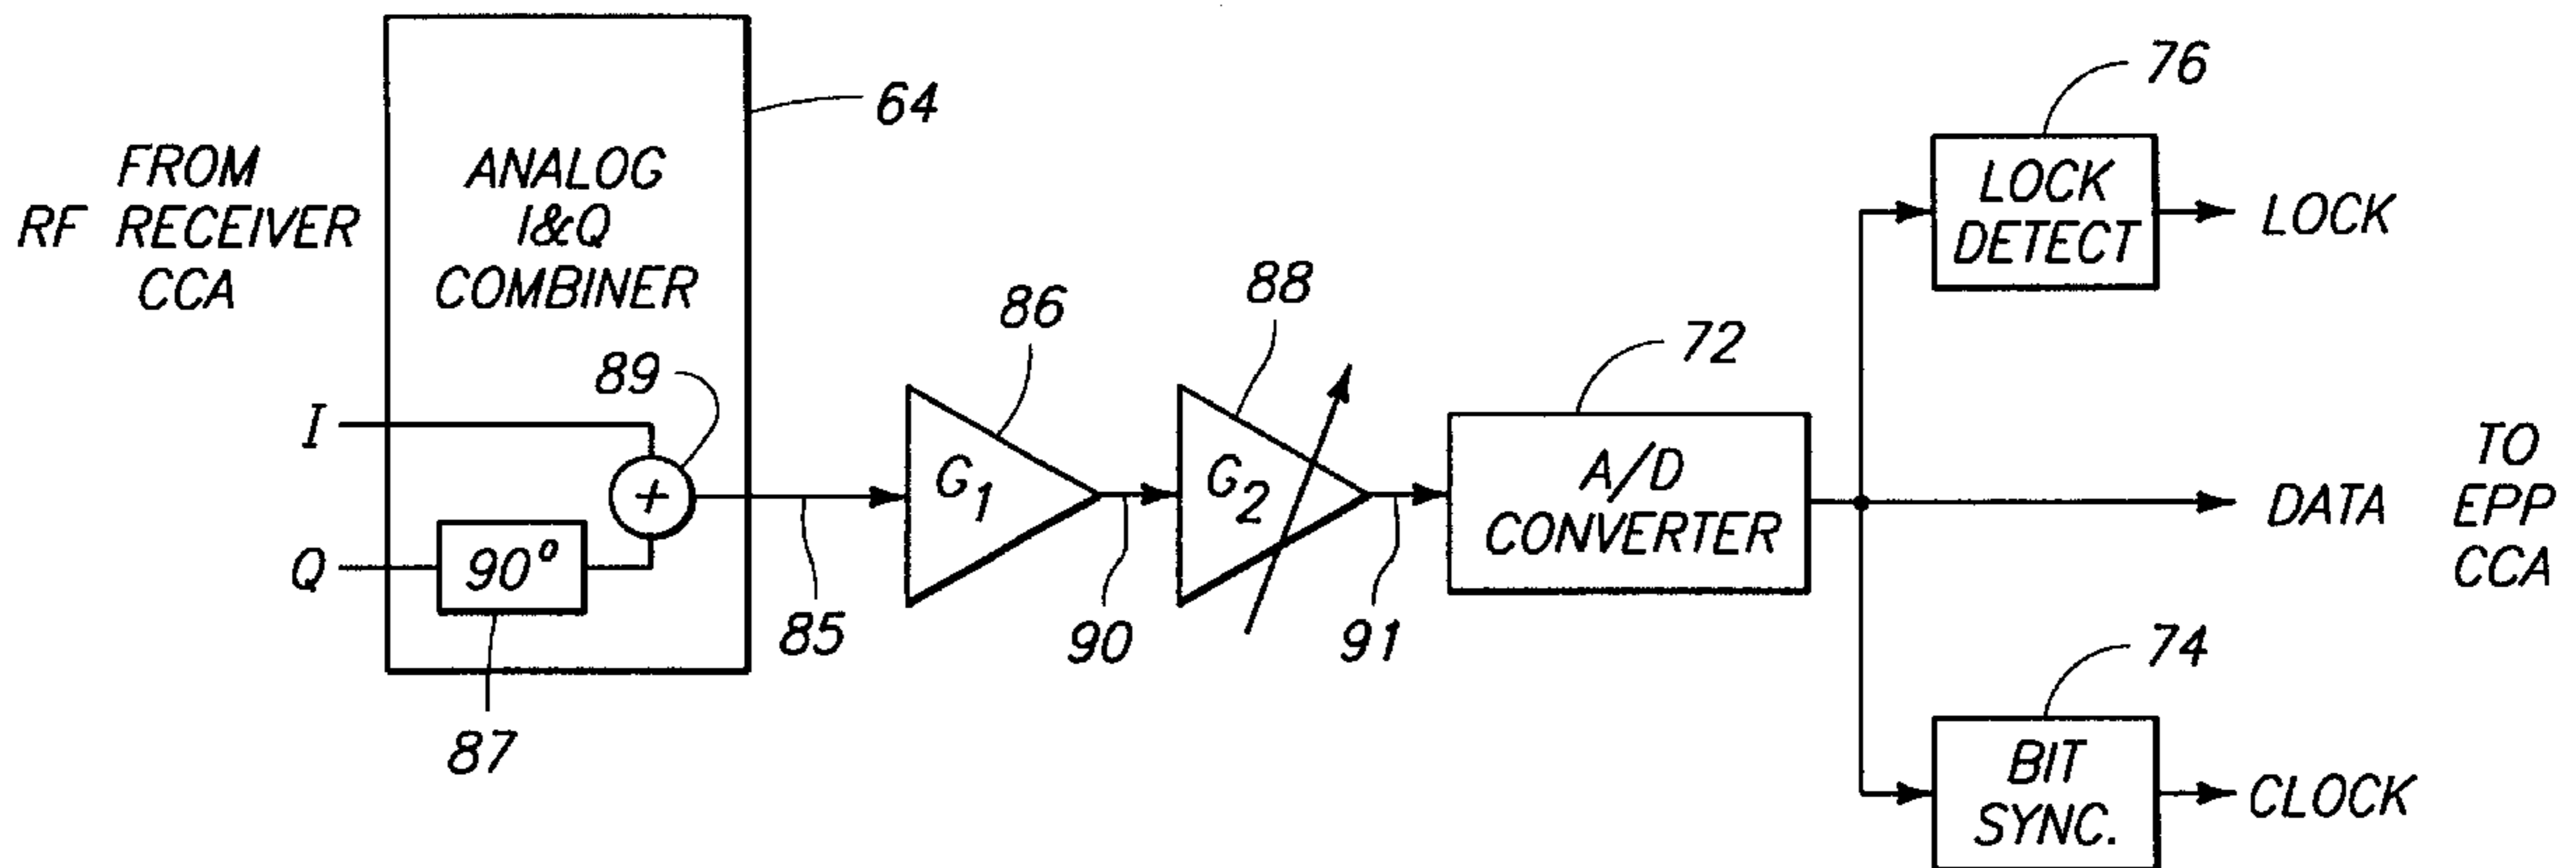 FROM
RF RECEIVER
CCA
ANALOG
I&Q
COMBINER
64
89
I
Q
90°
+
87
85
G1
86
90
G2
88
91
A/D
CONVERTER
72
LOCK
DETECT
76
LOCK
DATA
TO
EPP
CCA
BIT
SYNC.
74
CLOCK